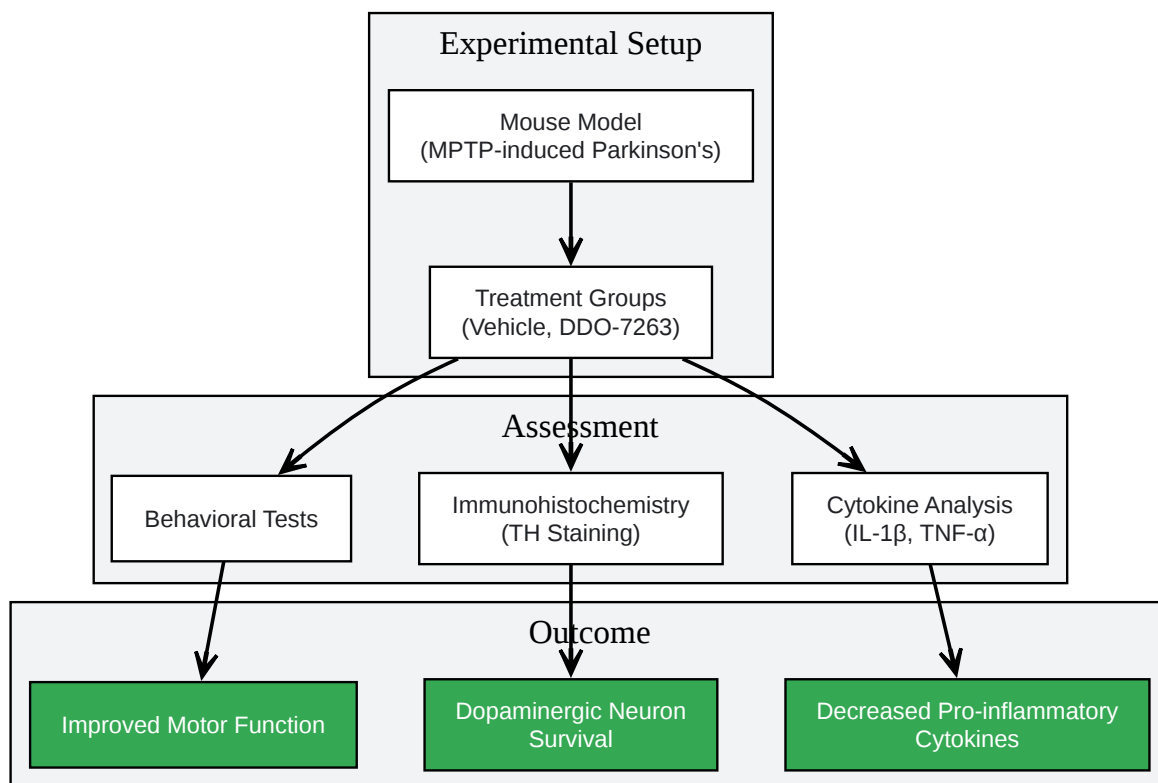 Experimental Setup
Mouse Model
(MPTP-induced Parkinson's)
Treatment Groups
(Vehicle, DDO-7263)
Assessment
Behavioral Tests
Immunohistochemistry
(TH Staining)
Cytokine Analysis
(IL-1β, TNF-α)
Outcome
Improved Motor Function
Dopaminergic Neuron
Survival
Decreased Pro-inflammatory
Cytokines